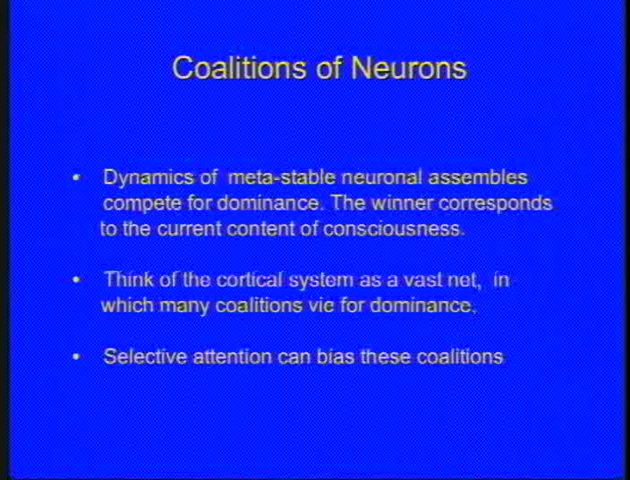 Coalitions of Neurons
• Dynamics of meta-stable neuronal assembles
compete for dominance. The winner corresponds
to the current content of consciousness.
• Think of the cortical system as a vast net, in
which many coalitions vie for dominance.
• Selective attention can bias these coalitions